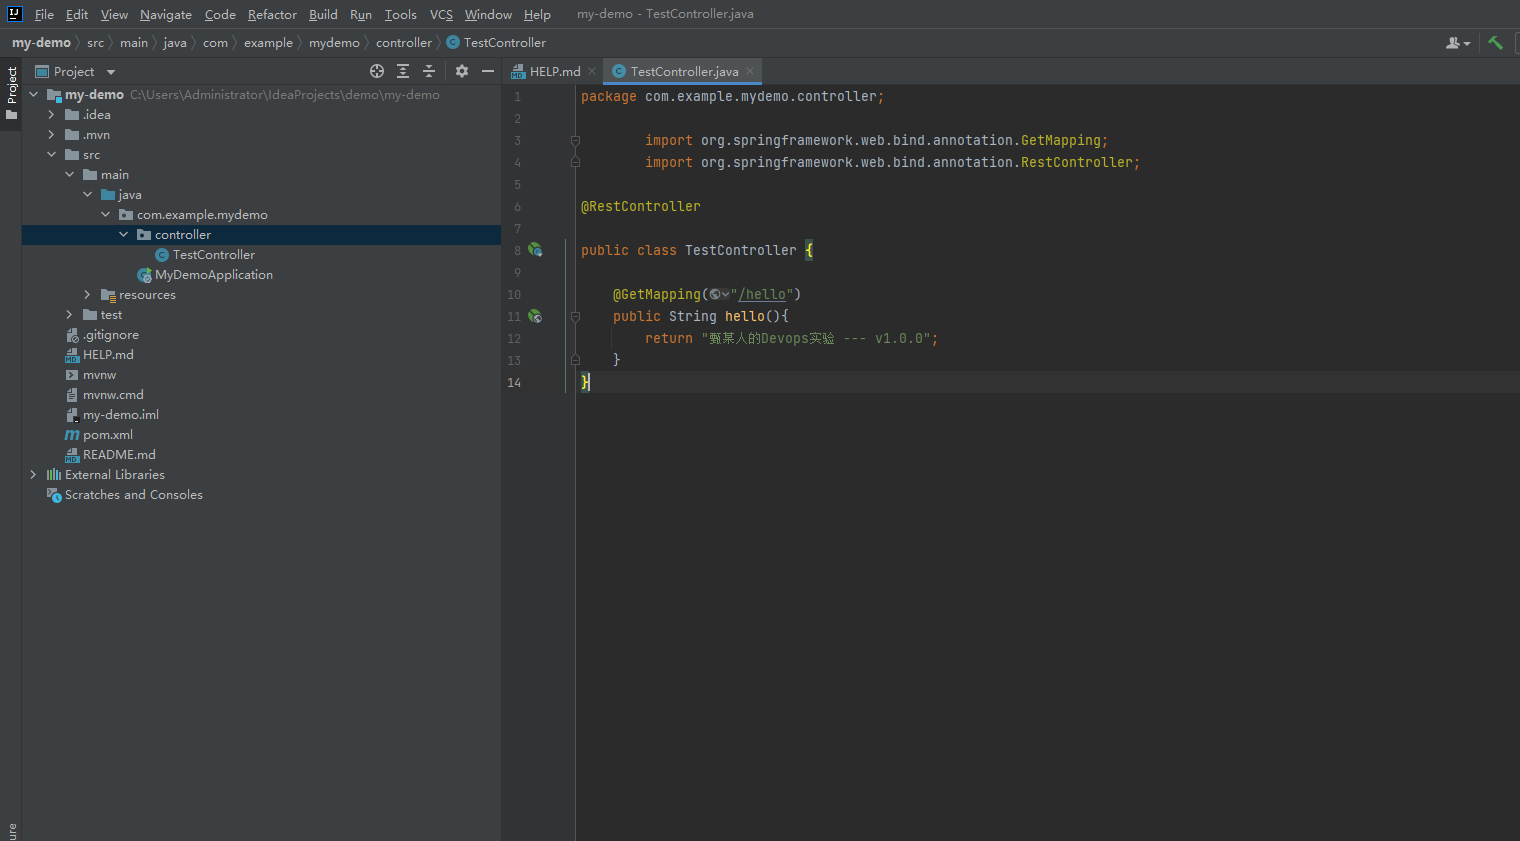 File Edit View Navigate Code Refactor Build Run Tools VCS Window Help my-demo - TestController.java
my-demo src main java com example mydemo controller TestController
Project
Project
HELP.md TestController.java
my-demo C:\Users\Administrator\IdeaProjects\demo\my-demo
.idea
.mvn
src
main
java
com.example.mydemo
controller
TestController
MyDemoApplication
resources
test
.gitignore
HELP.md
mvnw
mvnw.cmd
my-demo.iml
pom.xml
README.md
External Libraries
Scratches and Consoles
1 package com.example.mydemo.controller;
2
3 import org.springframework.web.bind.annotation.GetMapping;
4 import org.springframework.web.bind.annotation.RestController;
5
6 @RestController
7
8 public class TestController {
9
10 @GetMapping("/hello")
11 public String hello(){
12 return "甄某人的Devops实验 --- v1.0.0";
13 }
14 }